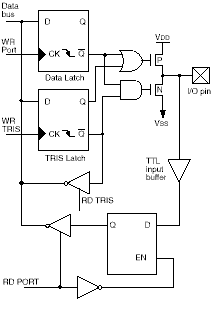 Data
bus
D Q
VDD
WR
Port
CK Q
P
Data Latch
N
I/O pin
D Q
WR
TRIS
CK Q
VSS
TRIS Latch
TTL
Input
buffer
RD TRIS
Q D
EN
RD PORT